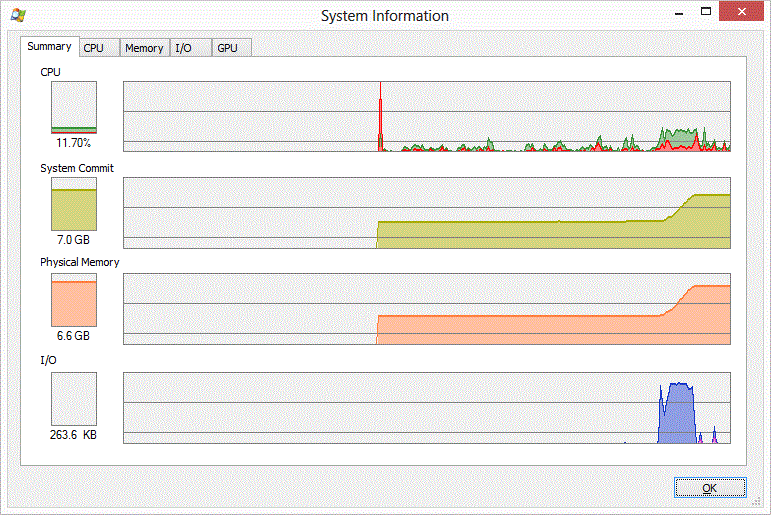 System Information
Summary CPU Memory I/O GPU
CPU
11.70%
System Commit
7.0 GB
Physical Memory
6.6 GB
I/O
263.6 KB
OK